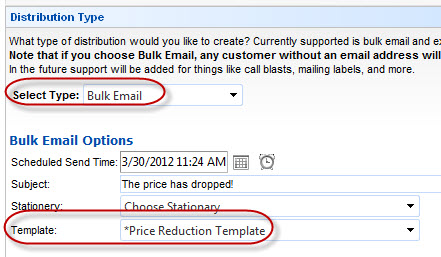 Distribution Type
What type of distribution would you like to create? Currently supported is bulk email and
Note that if you choose Bulk Email, any customer without an email address will
In the future support will be added for things like call blasts, mailing labels, and more.
Select Type: Bulk Email
Bulk Email Options
Scheduled Send Time: 3/30/2012 11:24 AM
Subject: The price has dropped!
Stationery: Choose Stationary
Template: *Price Reduction Template